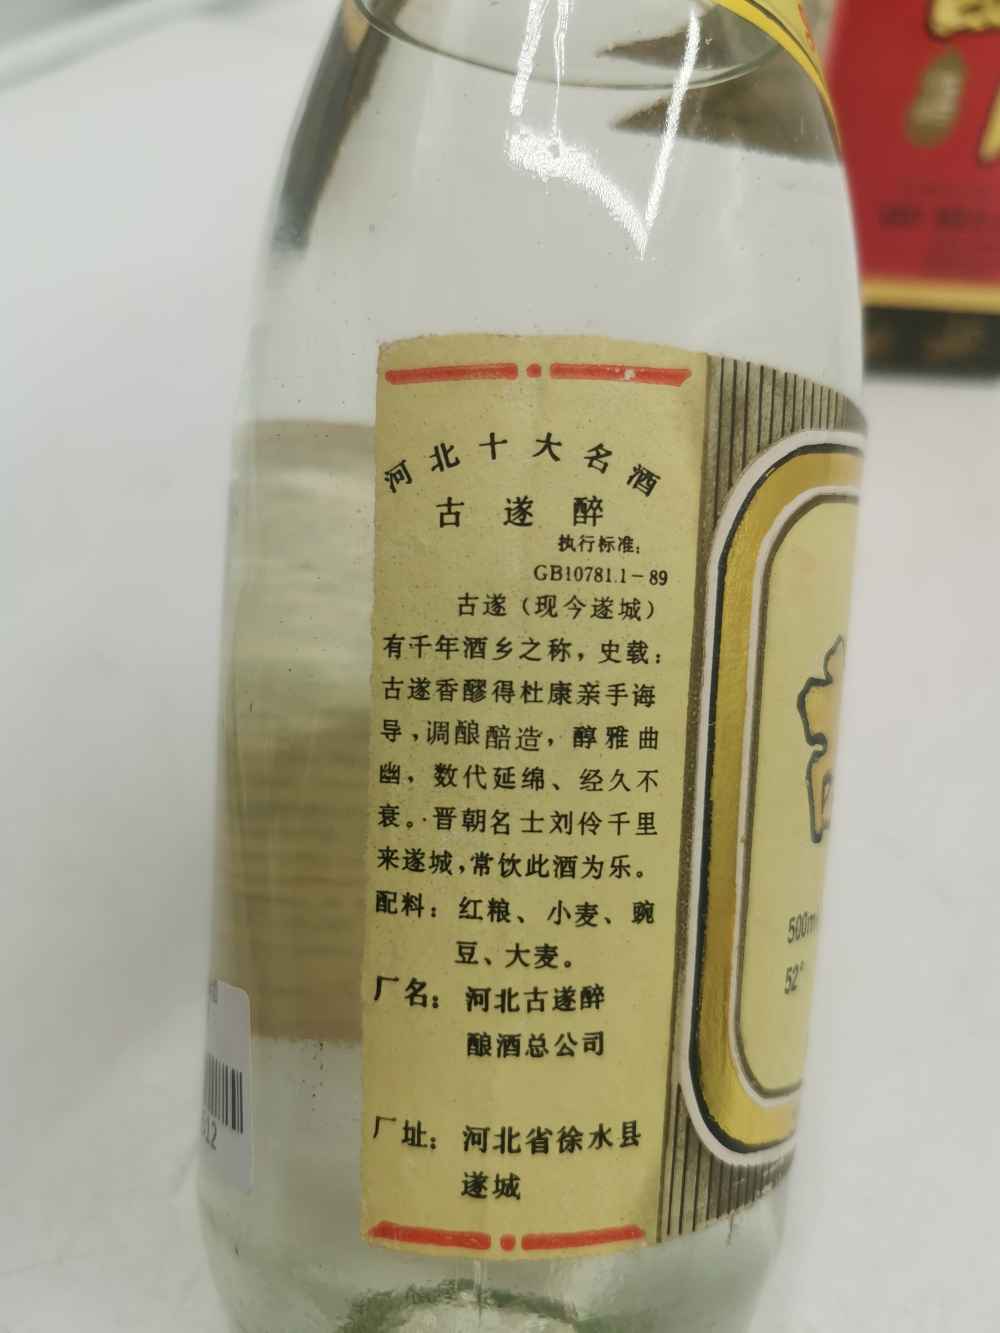 河北十大名酒
古遂醉
执行标准：
GB10781.1-89
古遂（现今遂城）
有千年酒乡之称，史载：
古遂香醪得杜康亲手诲
导，调酿醅造，醇雅曲
幽，数代延绵、经久不
衰。晋朝名士刘伶千里
来遂城，常饮此酒为乐。
配料：红粮、小麦、豌
豆、大麦。
厂名：河北古遂醉
酿酒总公司
厂址：河北省徐水县
遂城
500m
52°